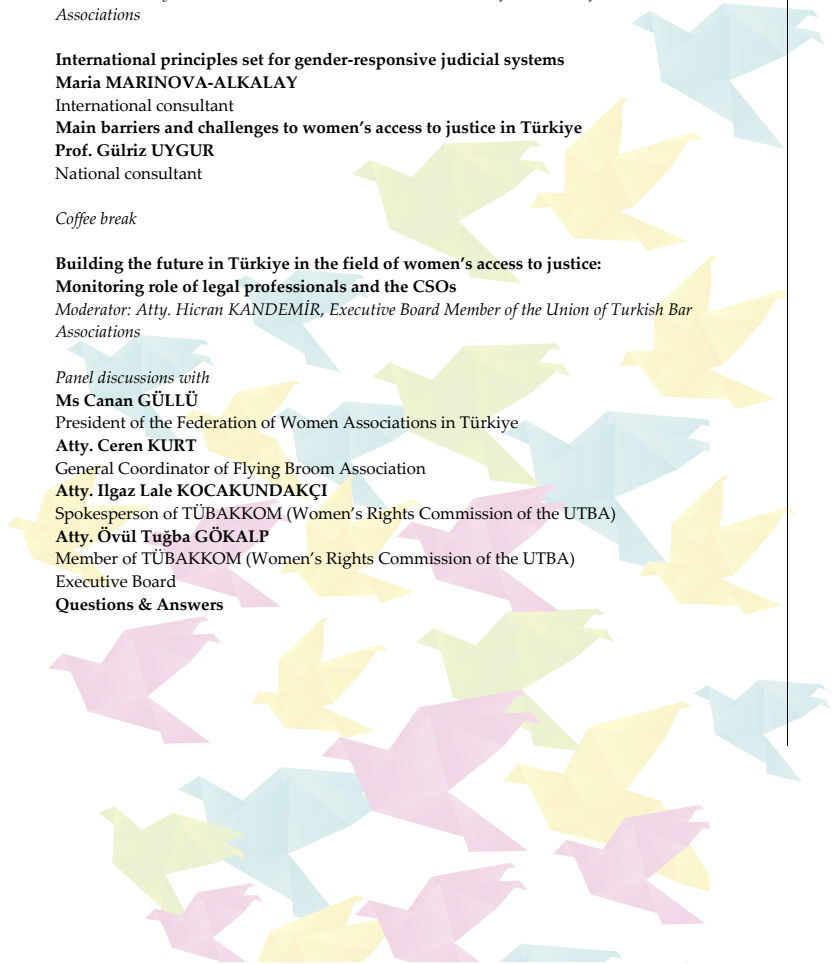 Associations
International principles set for gender-responsive judicial systems
Maria MARINOVA-ALKALAY
International consultant
Main barriers and challenges to women’s access to justice in Türkiye
Prof. Gülriz UYGUR
National consultant
Coffee break
Building the future in Türkiye in the field of women’s access to justice:
Monitoring role of legal professionals and the CSOs
Moderator: Atty. Hicran KANDEMİR, Executive Board Member of the Union of Turkish Bar
Associations
Panel discussions with
Ms Canan GÜLLÜ
President of the Federation of Women Associations in Türkiye
Atty. Ceren KURT
General Coordinator of Flying Broom Association
Atty. Ilgaz Lale KOCAKUNDAKÇI
Spokesperson of TÜBAKKOM (Women’s Rights Commission of the UTBA)
Atty. Övül Tuğba GÖKALP
Member of TÜBAKKOM (Women’s Rights Commission of the UTBA)
Executive Board
Questions & Answers